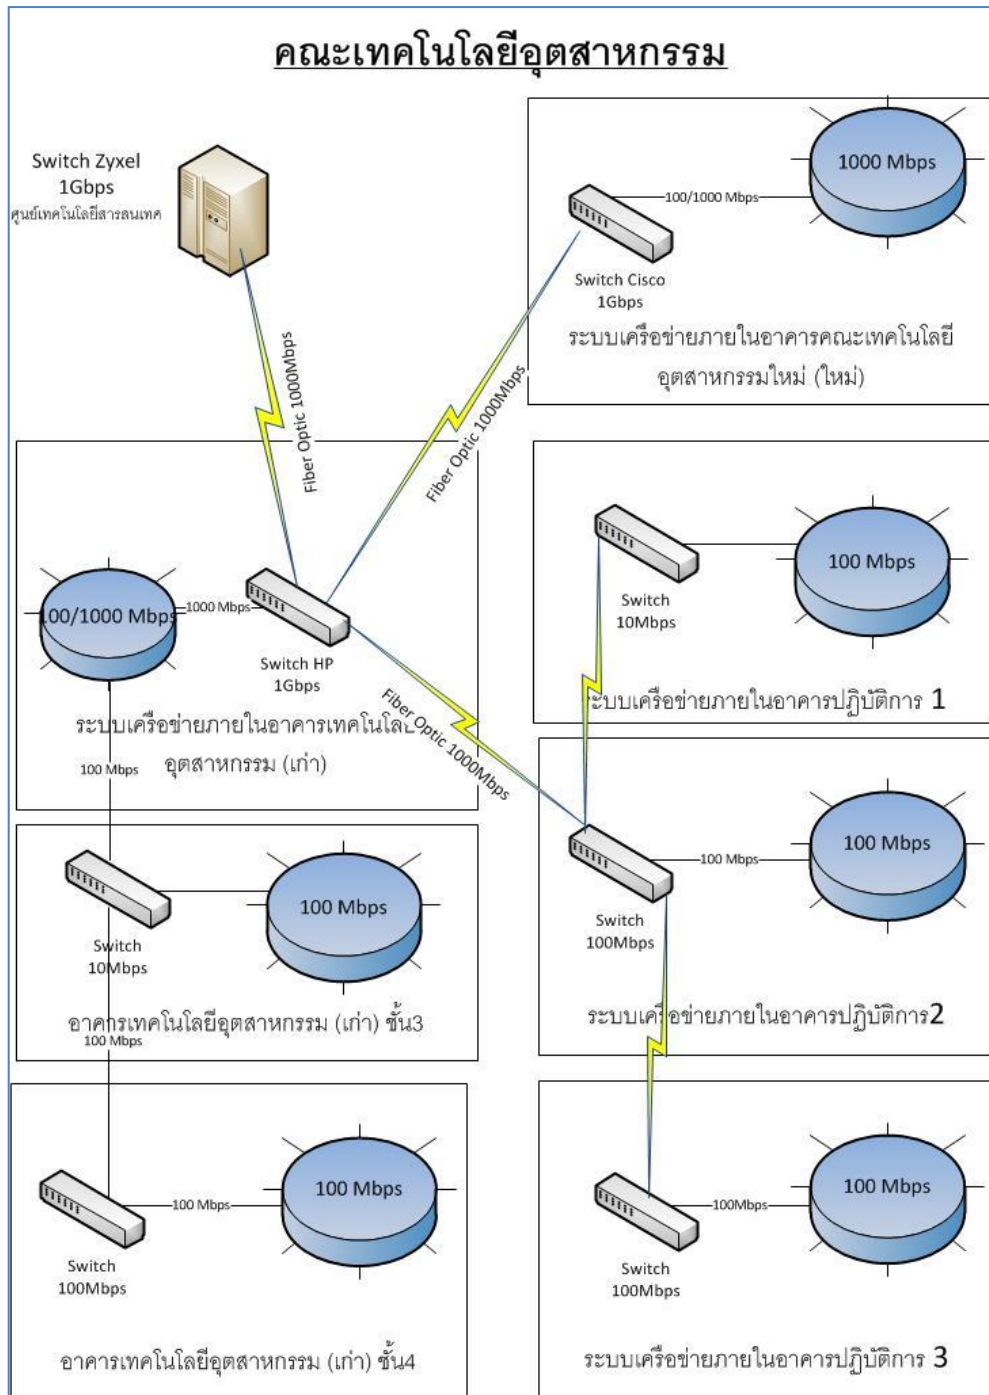 คณะเทคโนโลยีอุตสาหกรรม
Switch Zyxel
1Gbps
ศูนย์เทคโนโลยีสารสนเทศ
1000 Mbps
100/1000 Mbps
Switch Cisco
1Gbps
ระบบเครือข่ายภายในอาคารคณะเทคโนโลยี
อุตสาหกรรมใหม่ (ใหม่)
Fiber Optic 1000Mbps
Fiber Optic 1000Mbps
100/1000 Mbps
1000 Mbps
Switch HP
1Gbps
ระบบเครือข่ายภายในอาคารเทคโนโลยี
อุตสาหกรรม (เก่า)
Fiber Optic 1000Mbps
100 Mbps
Switch
10Mbps
100 Mbps
ระบบเครือข่ายภายในอาคารปฏิบัติการ 1
100 Mbps
Switch
10Mbps
100 Mbps
อาคารเทคโนโลยีอุตสาหกรรม (เก่า) ชั้น3
100 Mbps
100 Mbps
100 Mbps
Switch
100Mbps
ระบบเครือข่ายภายในอาคารปฏิบัติการ2
100 Mbps
100 Mbps
Switch
100Mbps
อาคารเทคโนโลยีอุตสาหกรรม (เก่า) ชั้น4
100Mbps
100 Mbps
Switch
100Mbps
ระบบเครือข่ายภายในอาคารปฏิบัติการ 3